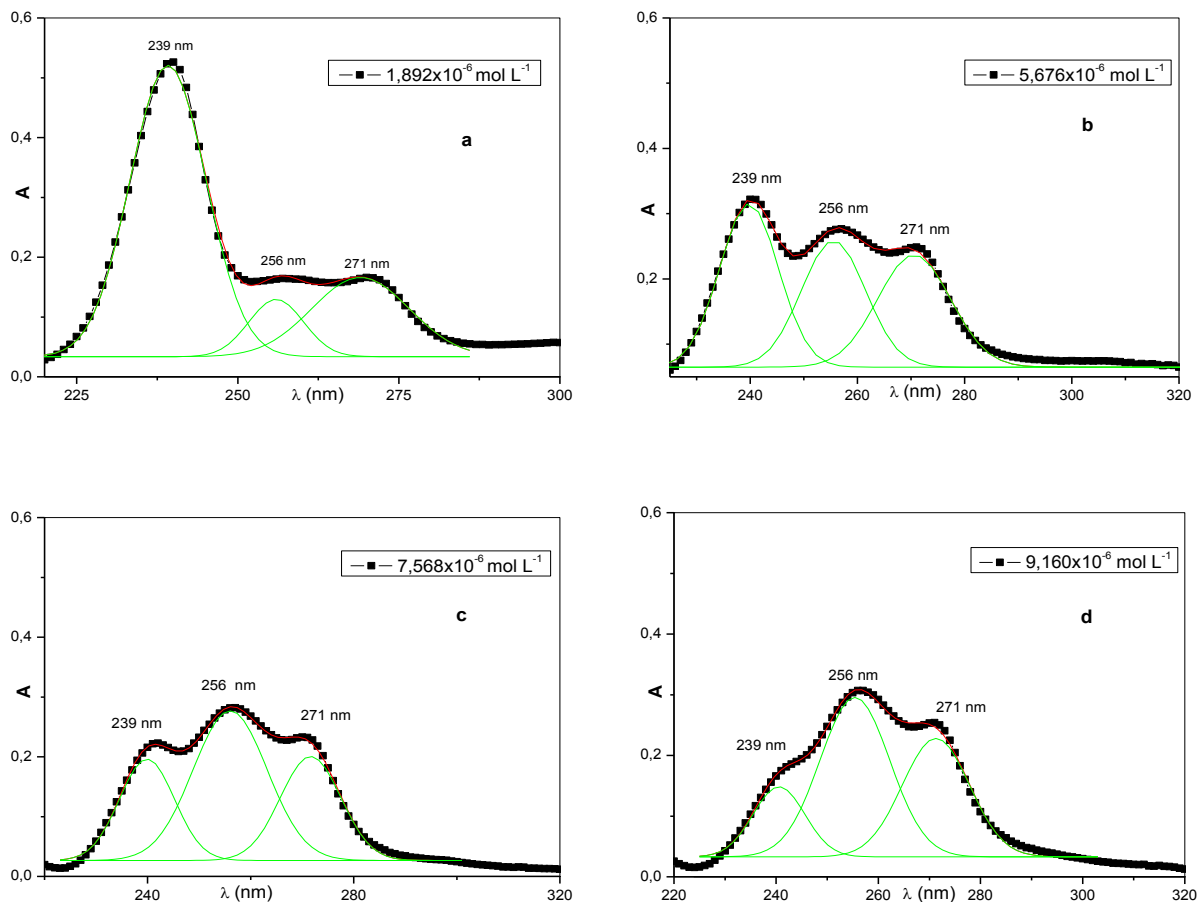 0,6
0,4
0,2
0,0
A
239 nm
256 nm
271 nm
1,892x10⁻⁶ mol L⁻¹
a
225
250
275
300
λ (nm)
0,6
0,4
0,2
A
239 nm
256 nm
271 nm
5,676x10⁻⁶ mol L⁻¹
b
240
260
280
300
320
λ (nm)
0,6
0,4
0,2
0,0
A
239 nm
256 nm
271 nm
7,568x10⁻⁶ mol L⁻¹
c
240
280
320
λ (nm)
0,6
0,4
0,2
0,0
A
239 nm
256 nm
271 nm
9,160x10⁻⁶ mol L⁻¹
d
220
240
260
280
300
320
λ (nm)